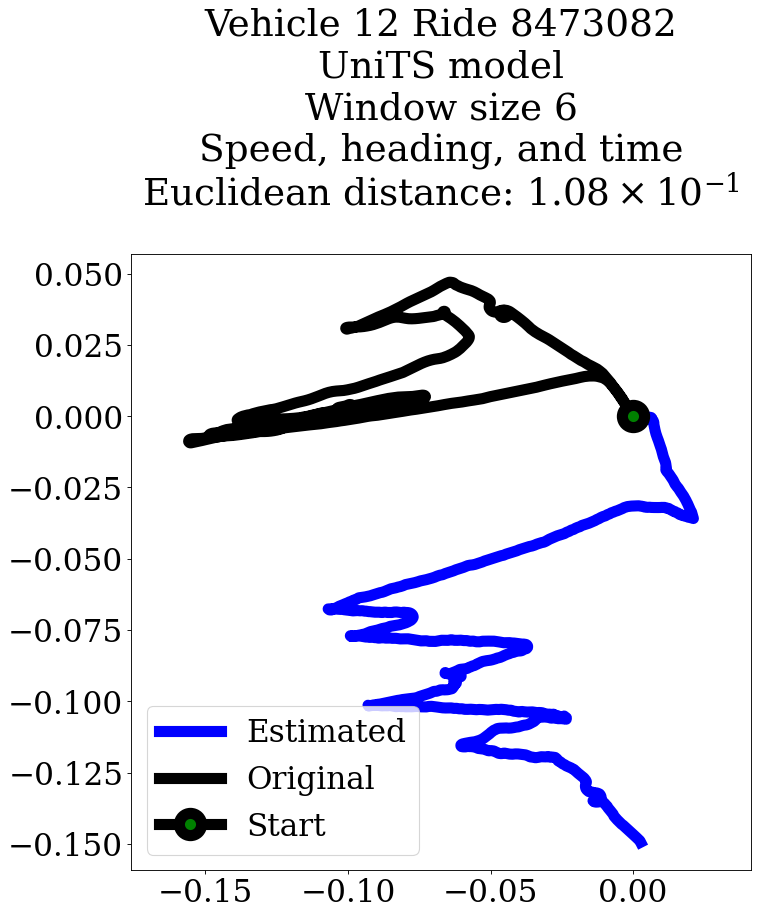 Vehicle 12 Ride 8473082
UniTS model
Window size 6
Speed, heading, and time
Euclidean distance: 1.08 × 10⁻¹
0.050
0.025
0.000
−0.025
−0.050
−0.075
−0.100
−0.125
−0.150
Estimated
Original
Start
−0.15 −0.10 −0.05 0.00